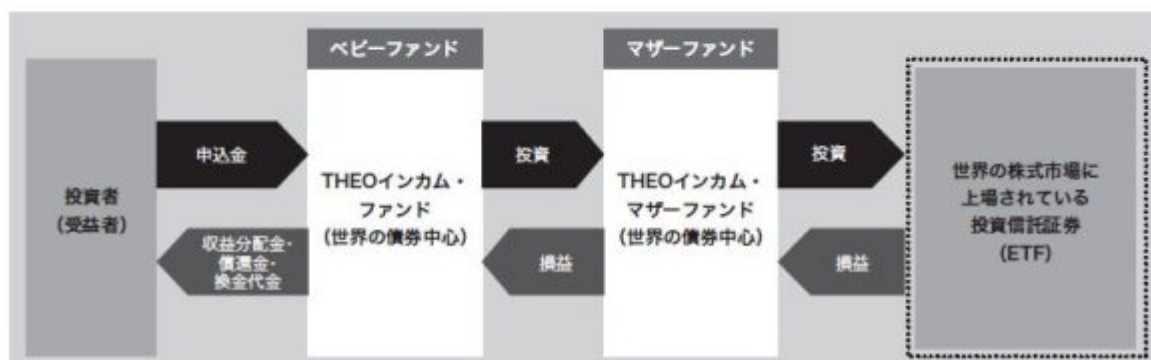 ベビーファンド
マザーファンド
投資者
(受益者)
申込金
収益分配金・
償還金・
換金代金
THEOインカム・
ファンド
(世界の債券中心)
投資
損益
THEOインカム・
マザーファンド
(世界の債券中心)
投資
損益
世界の株式市場に
上場されている
投資信託証券
(ETF)